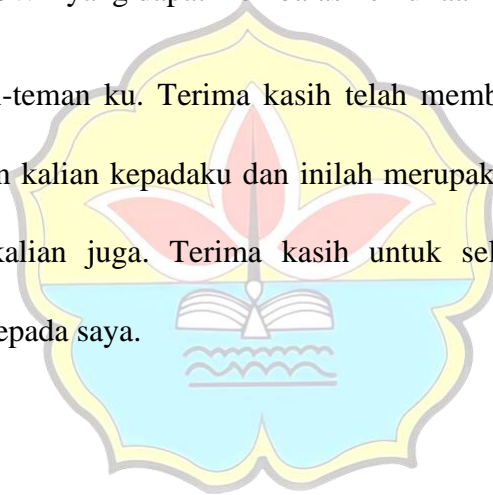 yang dapat
-teman ku. Terima kasih telah memb
n kalian kepadaku dan inilah merupak
kalian juga. Terima kasih untuk sel
epada saya.